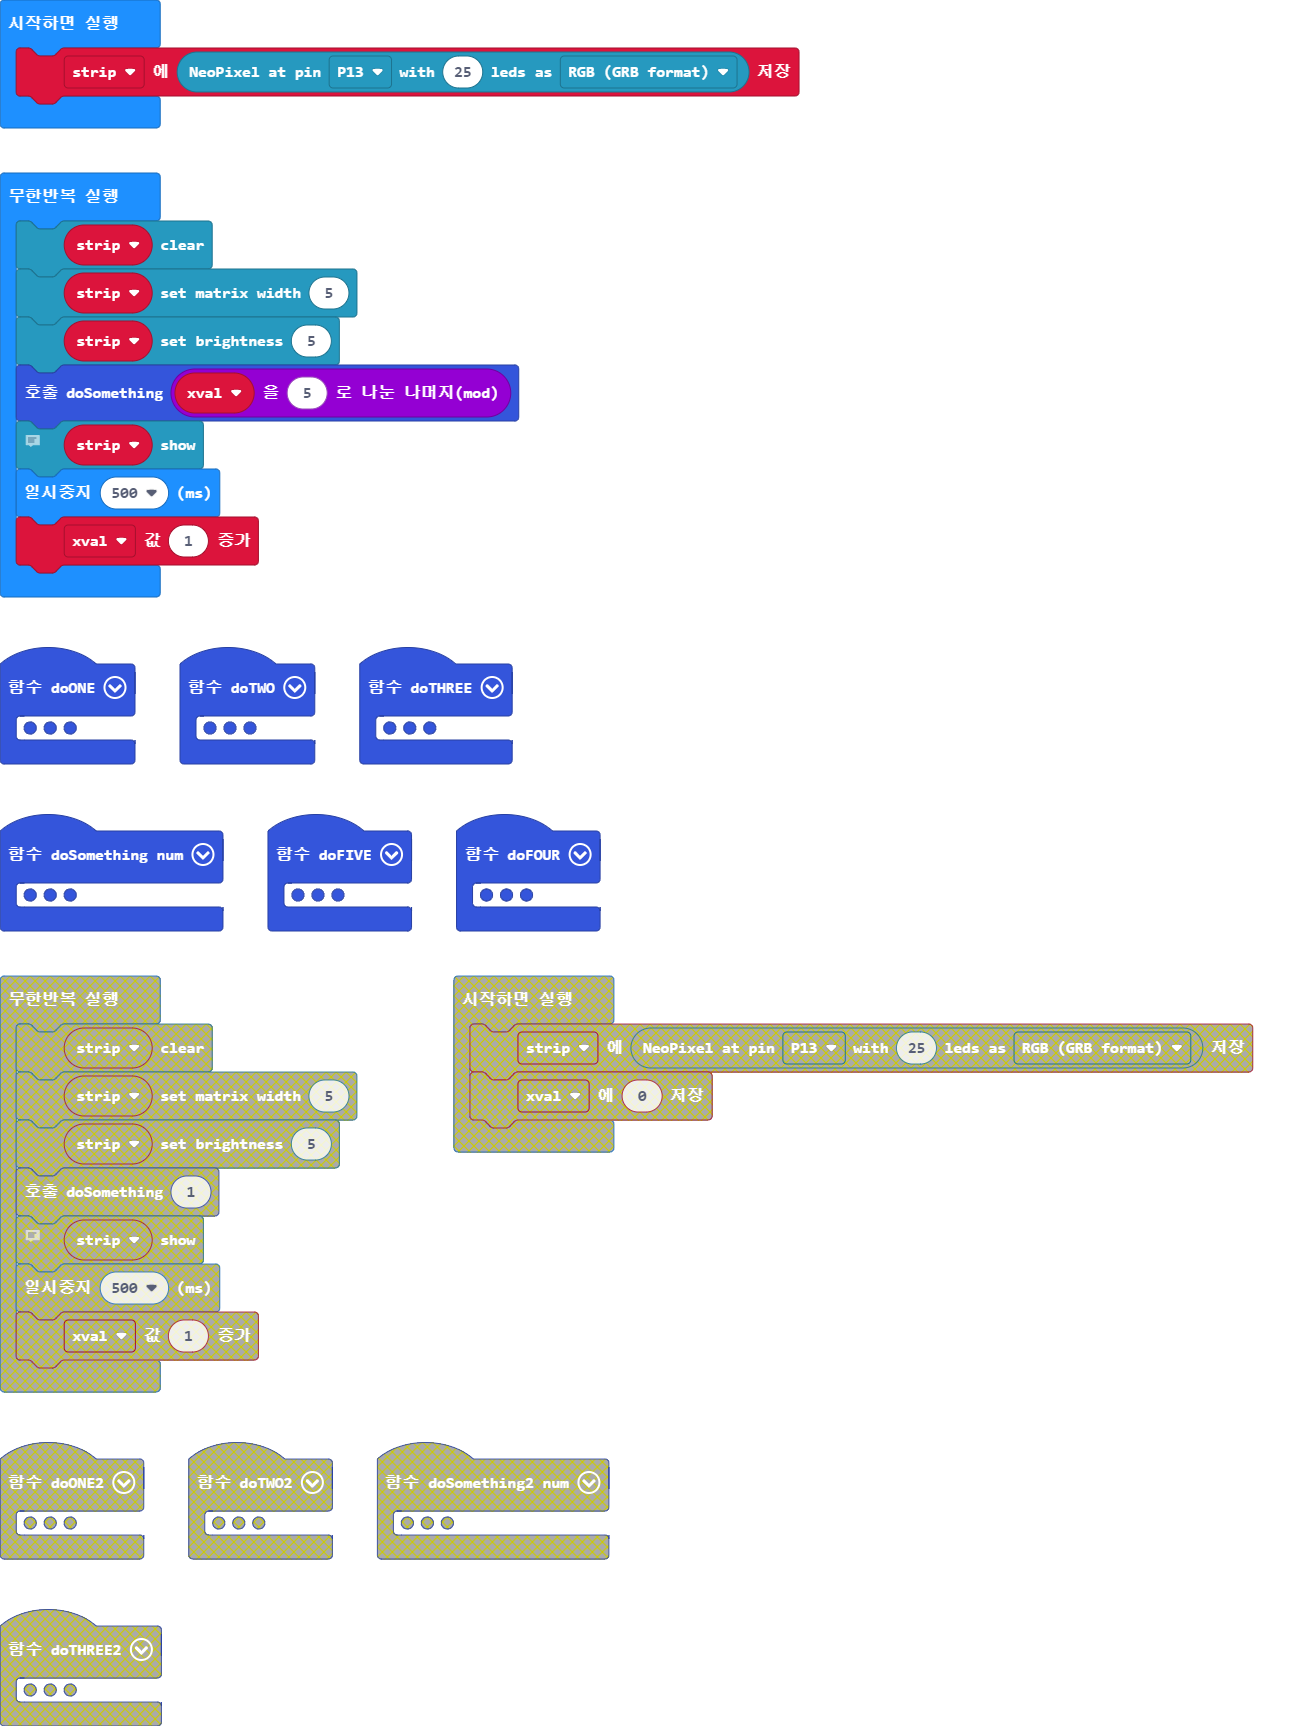 시작하면 실행
strip 에 NeoPixel at pin P13 with 25 leds as RGB (GRB format) 저장
무한반복 실행
strip clear
strip set matrix width 5
strip set brightness 5
호출 doSomething xval 을 5 로 나눈 나머지(mod)
strip show
일시중지 500 (ms)
xval 값 1 증가
함수 doONE 함수 doTWO 함수 doTHREE
함수 doSomething num 함수 doFIVE 함수 doFOUR
무한반복 실행
strip clear
strip set matrix width 5
strip set brightness 5
호출 doSomething 1
strip show
일시중지 500 (ms)
xval 값 1 증가
시작하면 실행
strip 에 NeoPixel at pin P13 with 25 leds as RGB (GRB format) 저장
xval 에 0 저장
함수 doONE2 함수 doTWO2 함수 doSomething2 num
함수 doTHREE2